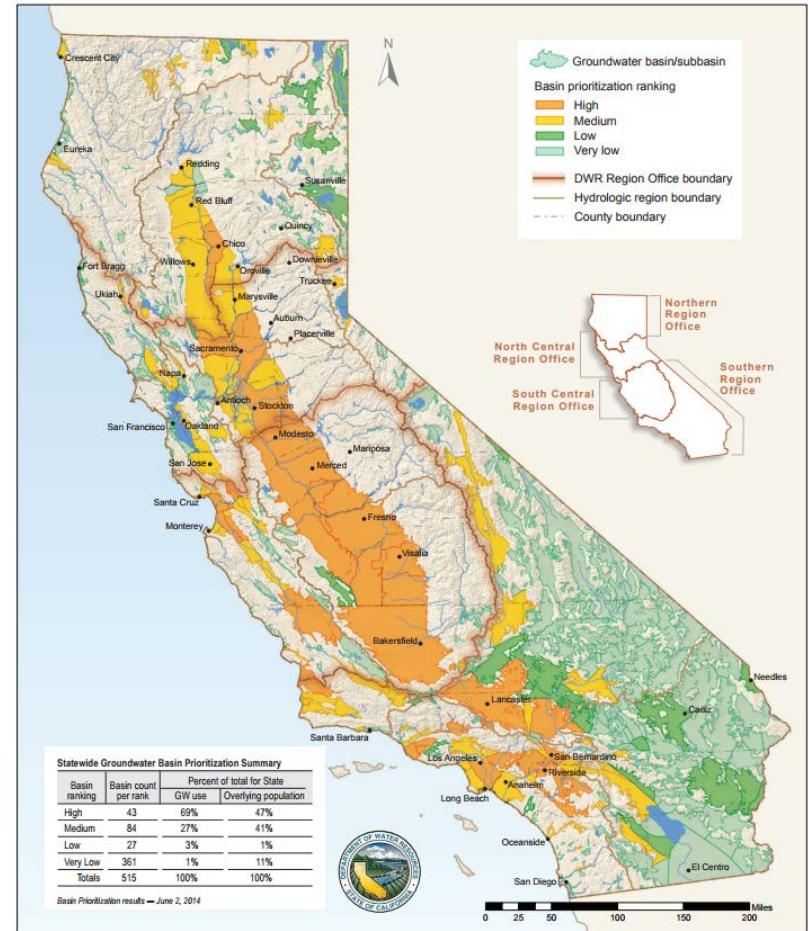 N
Groundwater basin/subbasin
Basin prioritization ranking
High
Medium
Low
Very low
DWR Region Office boundary
Hydrologic region boundary
County boundary
Northern
Region
Office
North Central
Region Office
Southern
Region
Office
South Central
Region Office
Crescent City
Eureka
Redding
Red Bluff
Susanville
Quincy
Chico
Willows
Oroville
Downieville
Fort Bragg
Ukiah
Truckee
Marysville
Auburn
Placerville
Sacramento
Napa
Antioch
Stockton
San Francisco
Oakland
Modesto
Mariposa
Merced
San Jose
Santa Cruz
Monterey
Fresno
Visalia
Bakersfield
Needles
Cadiz
Lancaster
Santa Barbara
Los Angeles
San Bernardino
Riverside
Anaheim
Long Beach
Oceanside
El Centro
San Diego
Statewide Groundwater Basin Prioritization Summary
Basin ranking Basin count per rank Percent of total for State
GW use Overlying population
High 43 69% 47%
Medium 84 27% 41%
Low 27 3% 1%
Very Low 361 1% 11%
Totals 515 100% 100%
Basin Prioritization results — June 2, 2014
DEPARTMENT OF WATER RESOURCES
STATE OF CALIFORNIA
Miles
0 25 50 100 150 200